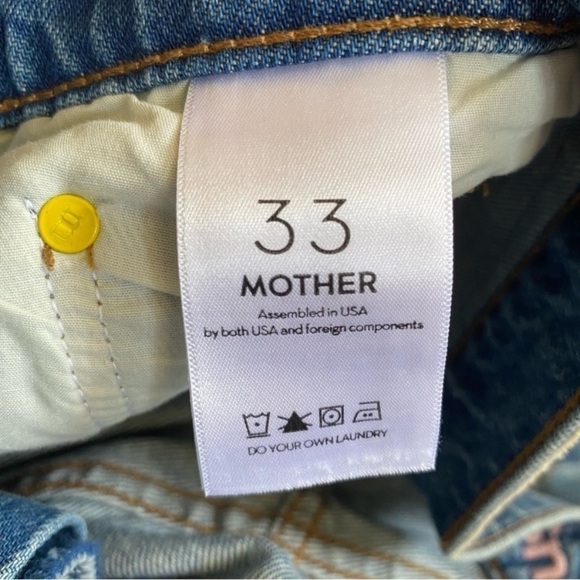 33
MOTHER
Assembled in USA
by both USA and foreign components
DO YOUR OWN LAUNDRY
m